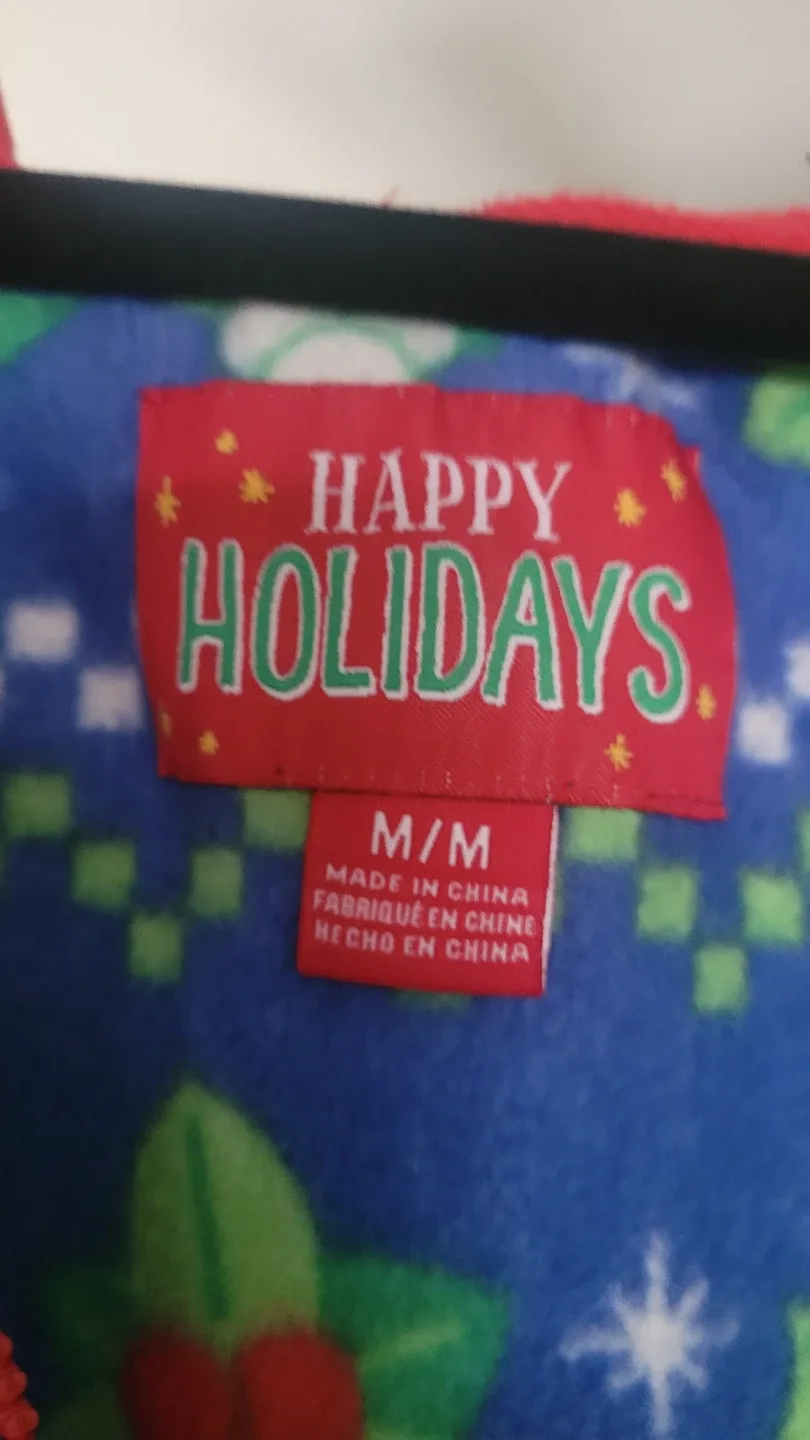 HAPPY
HOLIDAYS
M/M
MADE IN CHINA
FABRIQUÉ EN CHINE
HECHO EN CHINA